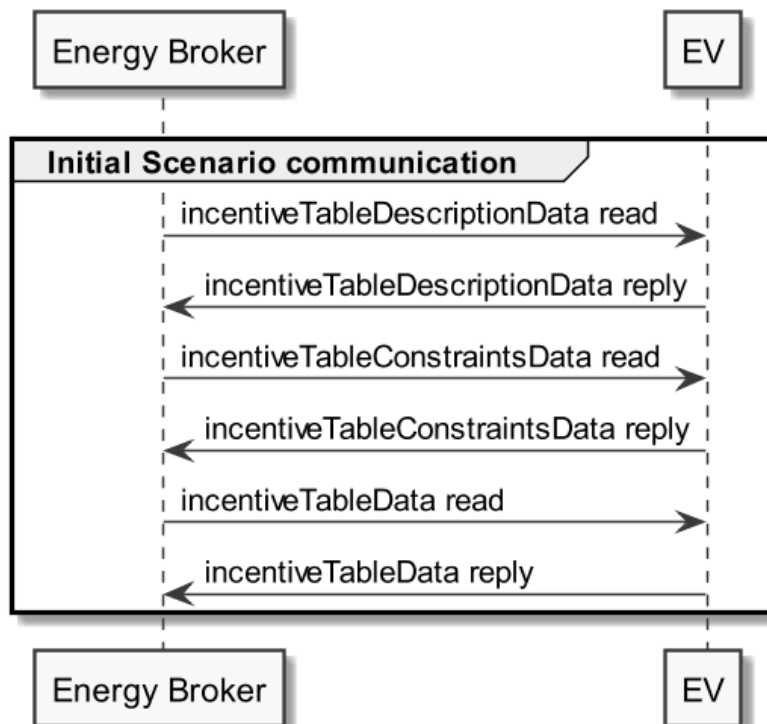 Energy Broker
EV
Initial Scenario communication
incentiveTableDescriptionData read
incentiveTableDescriptionData reply
incentiveTableConstraintsData read
incentiveTableConstraintsData reply
incentiveTableData read
incentiveTableData reply
Energy Broker
EV